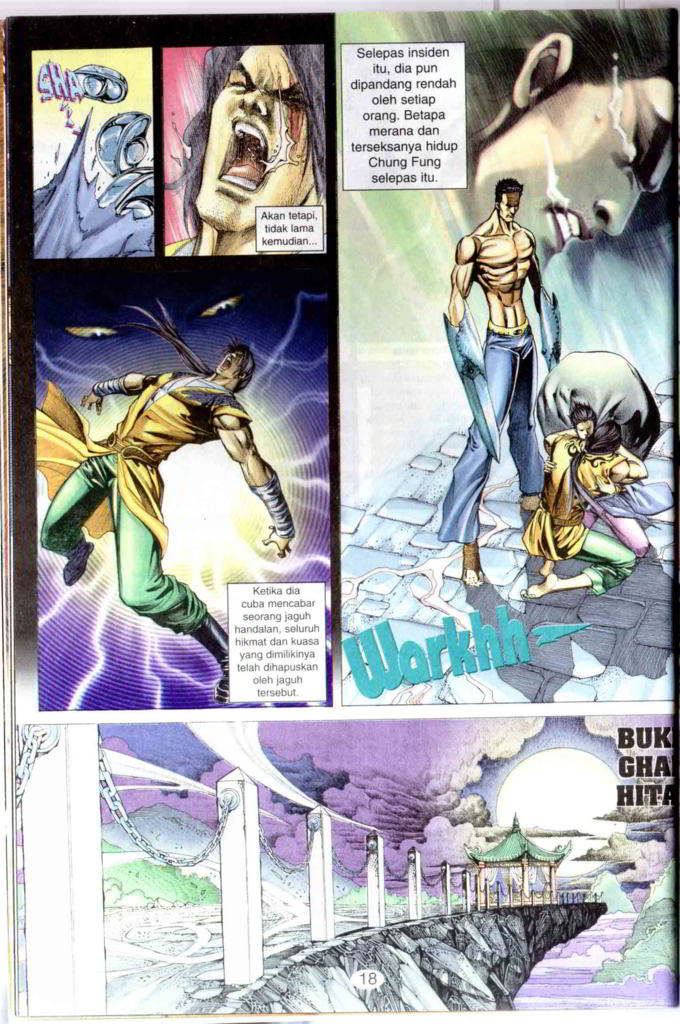 CHA
Akan tetapi,
tidak lama
kemudian...
Selepas insiden
itu, dia pun
dipandang rendah
oleh setiap
orang. Betapa
merana dan
terseksanya hidup
Chung Fung
selepas itu.
Ketika dia
cuba mencabar
seorang jaguh
handalan, seluruh
hikmat dan kuasa
yang dimilikinya
telah dihapuskan
oleh jaguh
tersebut.
Warkhh
BUK
GHA
HITA
18